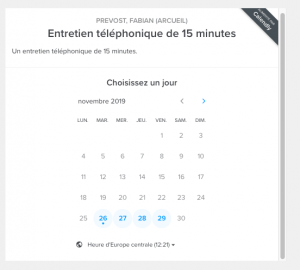 PREVOST, FABIAN (ARCUEIL)
Entretien téléphonique de 15 minutes
Calendly
Un entretien téléphonique de 15 minutes.
Choisissez un jour
novembre 2019
LUN. MAR. MER. JEU. VEN. SAM. DIM.
1 2 3
4 5 6 7 8 9 10
11 12 13 14 15 16 17
18 19 20 21 22 23 24
25 26 27 28 29 30
Heure d'Europe centrale (12:21)